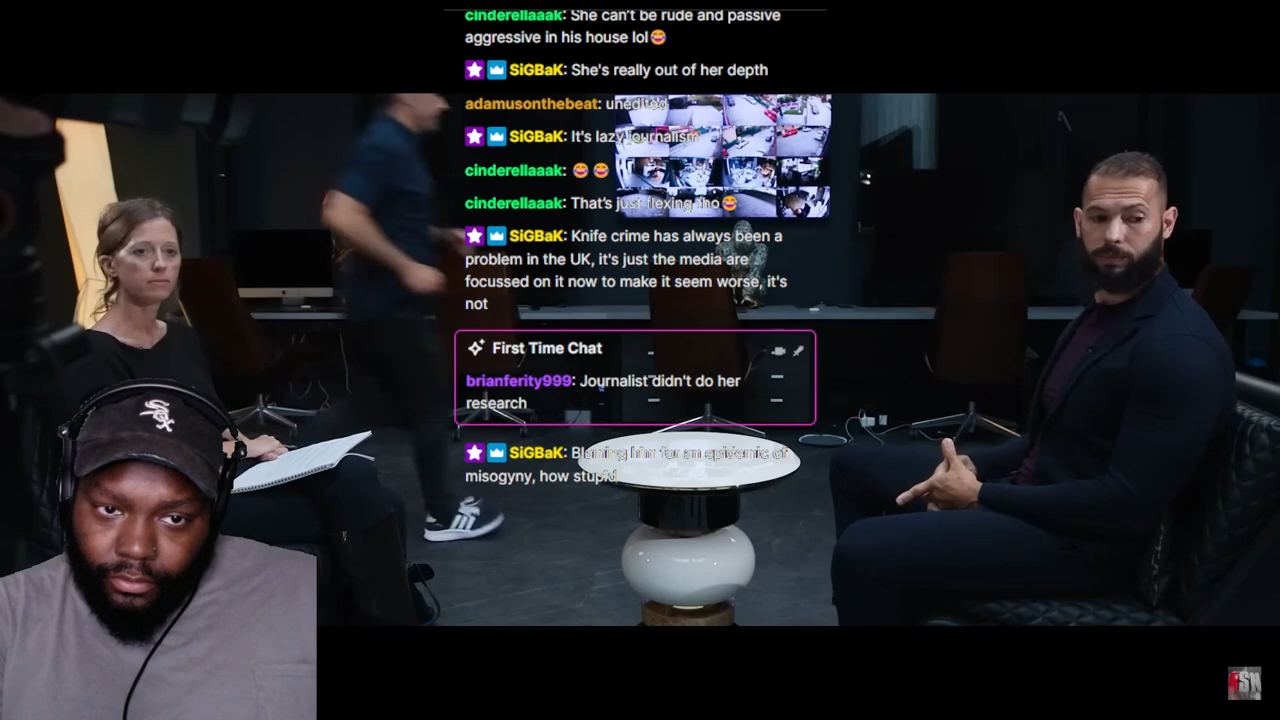 cinderellaaak: She can't be rude and passive
aggressive in his house lol😂
SiGBaK: She's really out of her depth
adamusonthebeat: unedited
SiGBaK: It's lazy journalism
cinderellaaak: 😂 😂
cinderellaaak: That's just flexing tho😂
SiGBaK: Knife crime has always been a
problem in the UK, it's just the media are
focussed on it now to make it seem worse, it's
not
First Time Chat
brianferity999: Journalist didn't do her
research
SiGBaK: Blaming him for an epidemic of
misogyny, how stupid
Sox